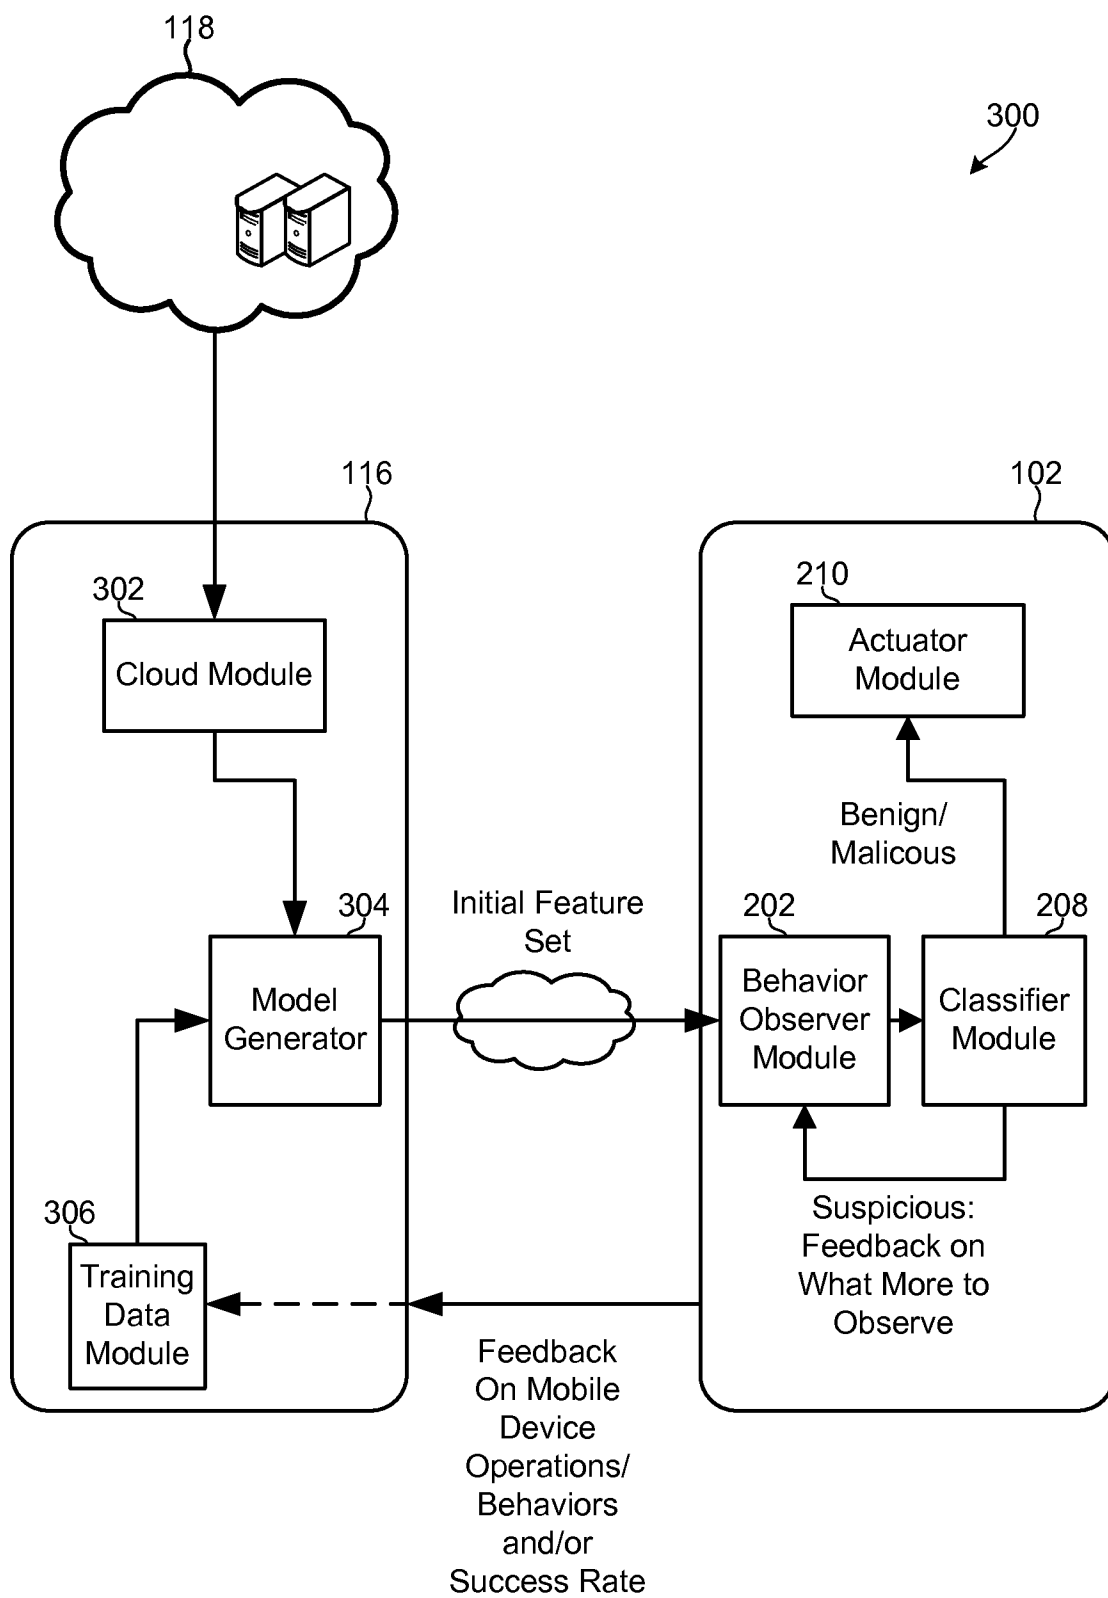 118
300
116
102
302
Cloud Module
210
Actuator
Module
Benign/
Malicous
304
Model
Generator
Initial Feature
Set
202
Behavior
Observer
Module
208
Classifier
Module
Suspicious:
Feedback on
What More to
Observe
306
Training
Data
Module
Feedback
On Mobile
Device
Operations/
Behaviors
and/or
Success Rate